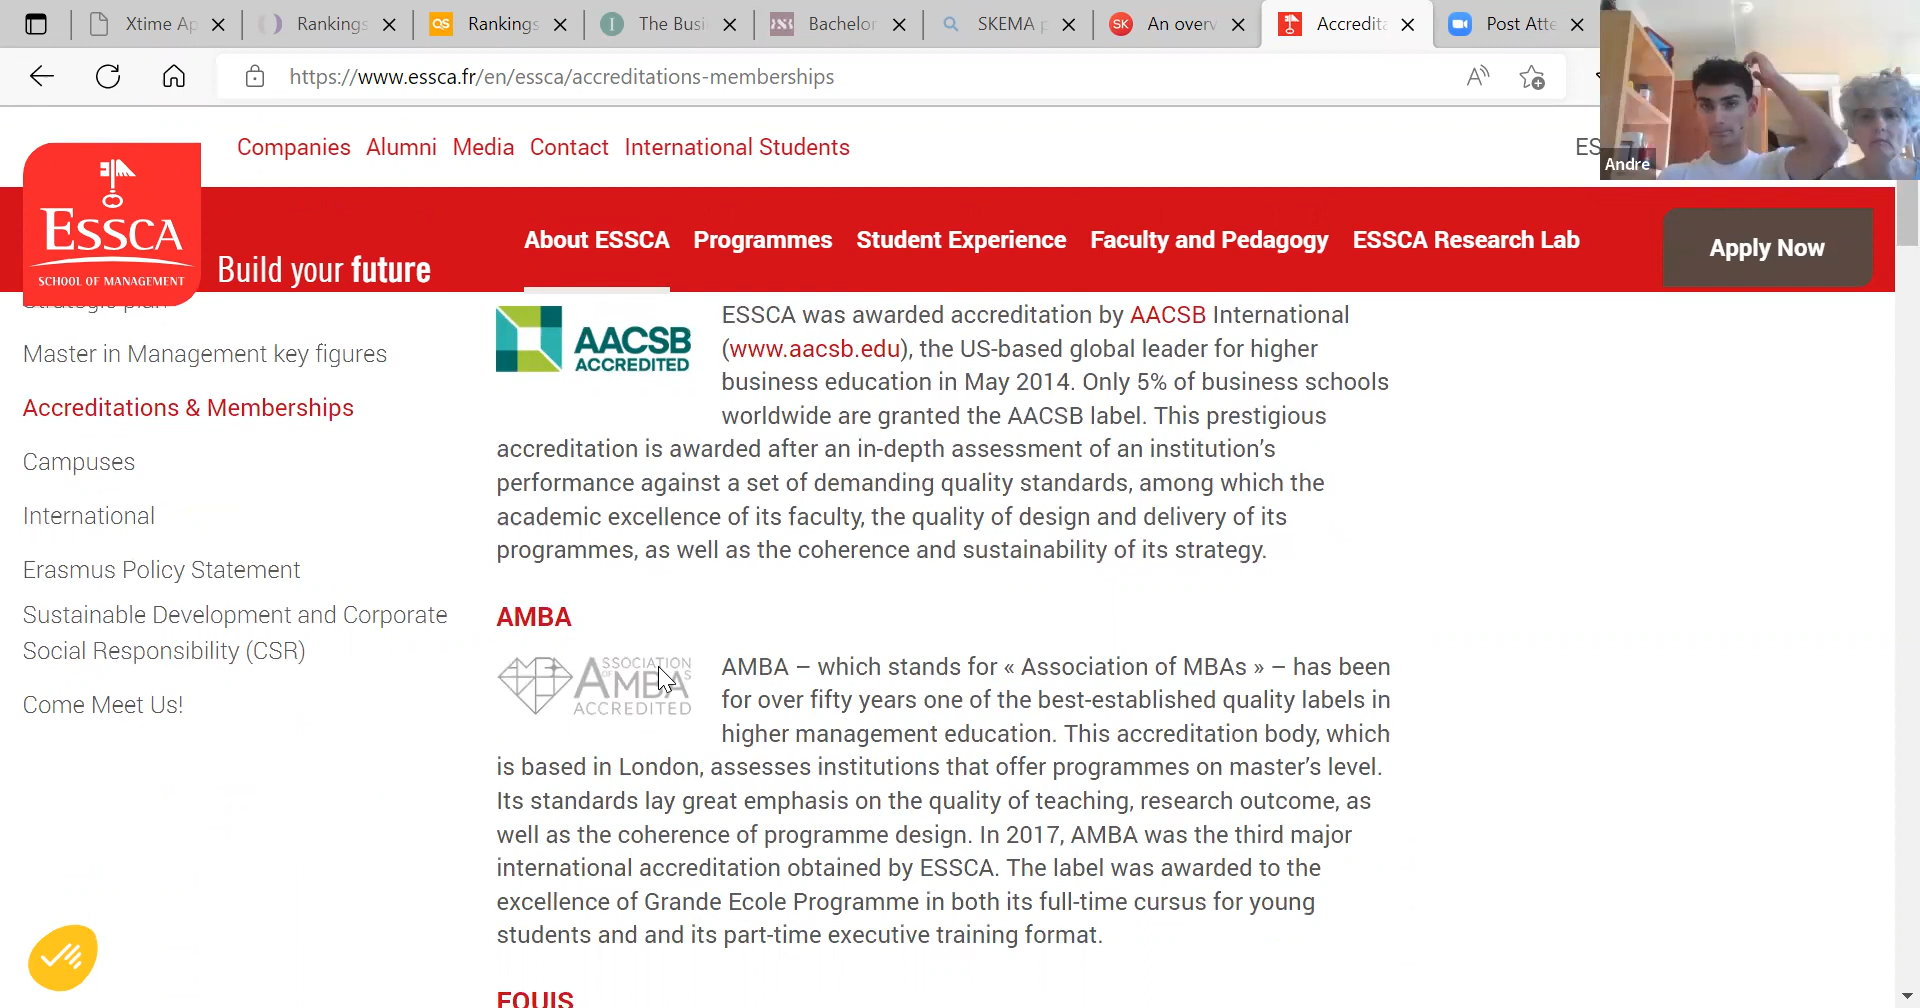 Xtime Ap
Rankings
QS
Rankings
The Busi
Bachelor
SKEMA p
SK
An overv
Accredita
Post Atte
https://www.essca.fr/en/essca/accreditations-memberships
Andre
Companies Alumni Media Contact International Students
ES
ESSCA
SCHOOL OF MANAGEMENT
Build your future
About ESSCA Programmes Student Experience Faculty and Pedagogy ESSCA Research Lab
Apply Now
Strategic plan
Master in Management key figures
Accreditations & Memberships
Campuses
International
Erasmus Policy Statement
Sustainable Development and Corporate
Social Responsibility (CSR)
Come Meet Us!
AACSB
ACCREDITED
ESSCA was awarded accreditation by AACSB International
(www.aacsb.edu), the US-based global leader for higher
business education in May 2014. Only 5% of business schools
worldwide are granted the AACSB label. This prestigious
accreditation is awarded after an in-depth assessment of an institution’s
performance against a set of demanding quality standards, among which the
academic excellence of its faculty, the quality of design and delivery of its
programmes, as well as the coherence and sustainability of its strategy.
AMBA
ASSOCIATION
AMBA
ACCREDITED
AMBA – which stands for « Association of MBAs » – has been
for over fifty years one of the best-established quality labels in
higher management education. This accreditation body, which
is based in London, assesses institutions that offer programmes on master’s level.
Its standards lay great emphasis on the quality of teaching, research outcome, as
well as the coherence of programme design. In 2017, AMBA was the third major
international accreditation obtained by ESSCA. The label was awarded to the
excellence of Grande Ecole Programme in both its full-time cursus for young
students and and its part-time executive training format.
EQUIS